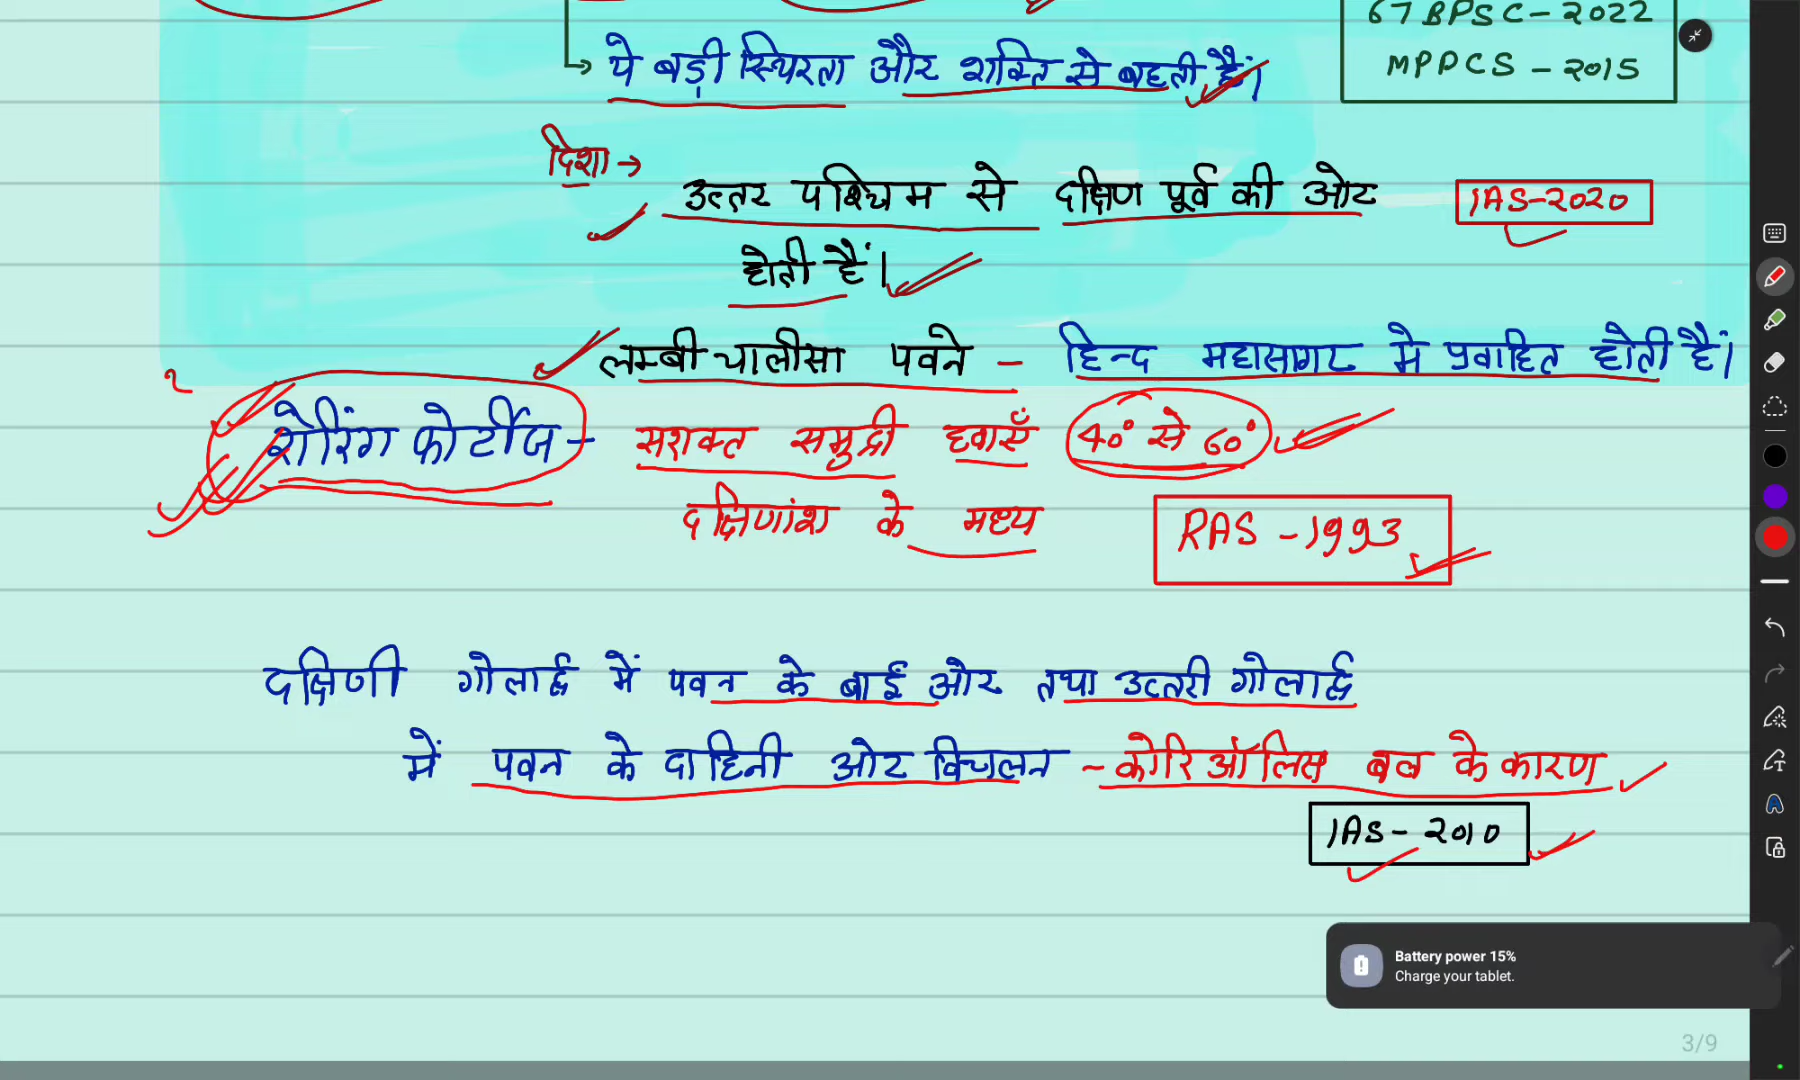 67 BPSC-2022
ये बड़ी स्थिरता और शक्ति से बहती है।
MPPCS - 2015
दिशा →
उत्तर पश्चिम से दक्षिण पूर्व की ओर
IAS-2020
होती हैं।
लम्बी चालीसा पवने - हिन्द महासागर मे प्रवाहित होती हैं।
२
रोरिंग फोर्टीज - सशक्त समुद्री हवाएँ 40° से 60°
दक्षिणांश के मध्य
RAS - 1993
दक्षिणी गोलार्द्ध में पवन के बाईं ओर तथा उत्तरी गोलार्द्ध
में पवन के दाहिनी ओर विचलन - कोरिऑलिस बल के कारण
IAS - 2010
Battery power 15%
Charge your tablet.
3/9